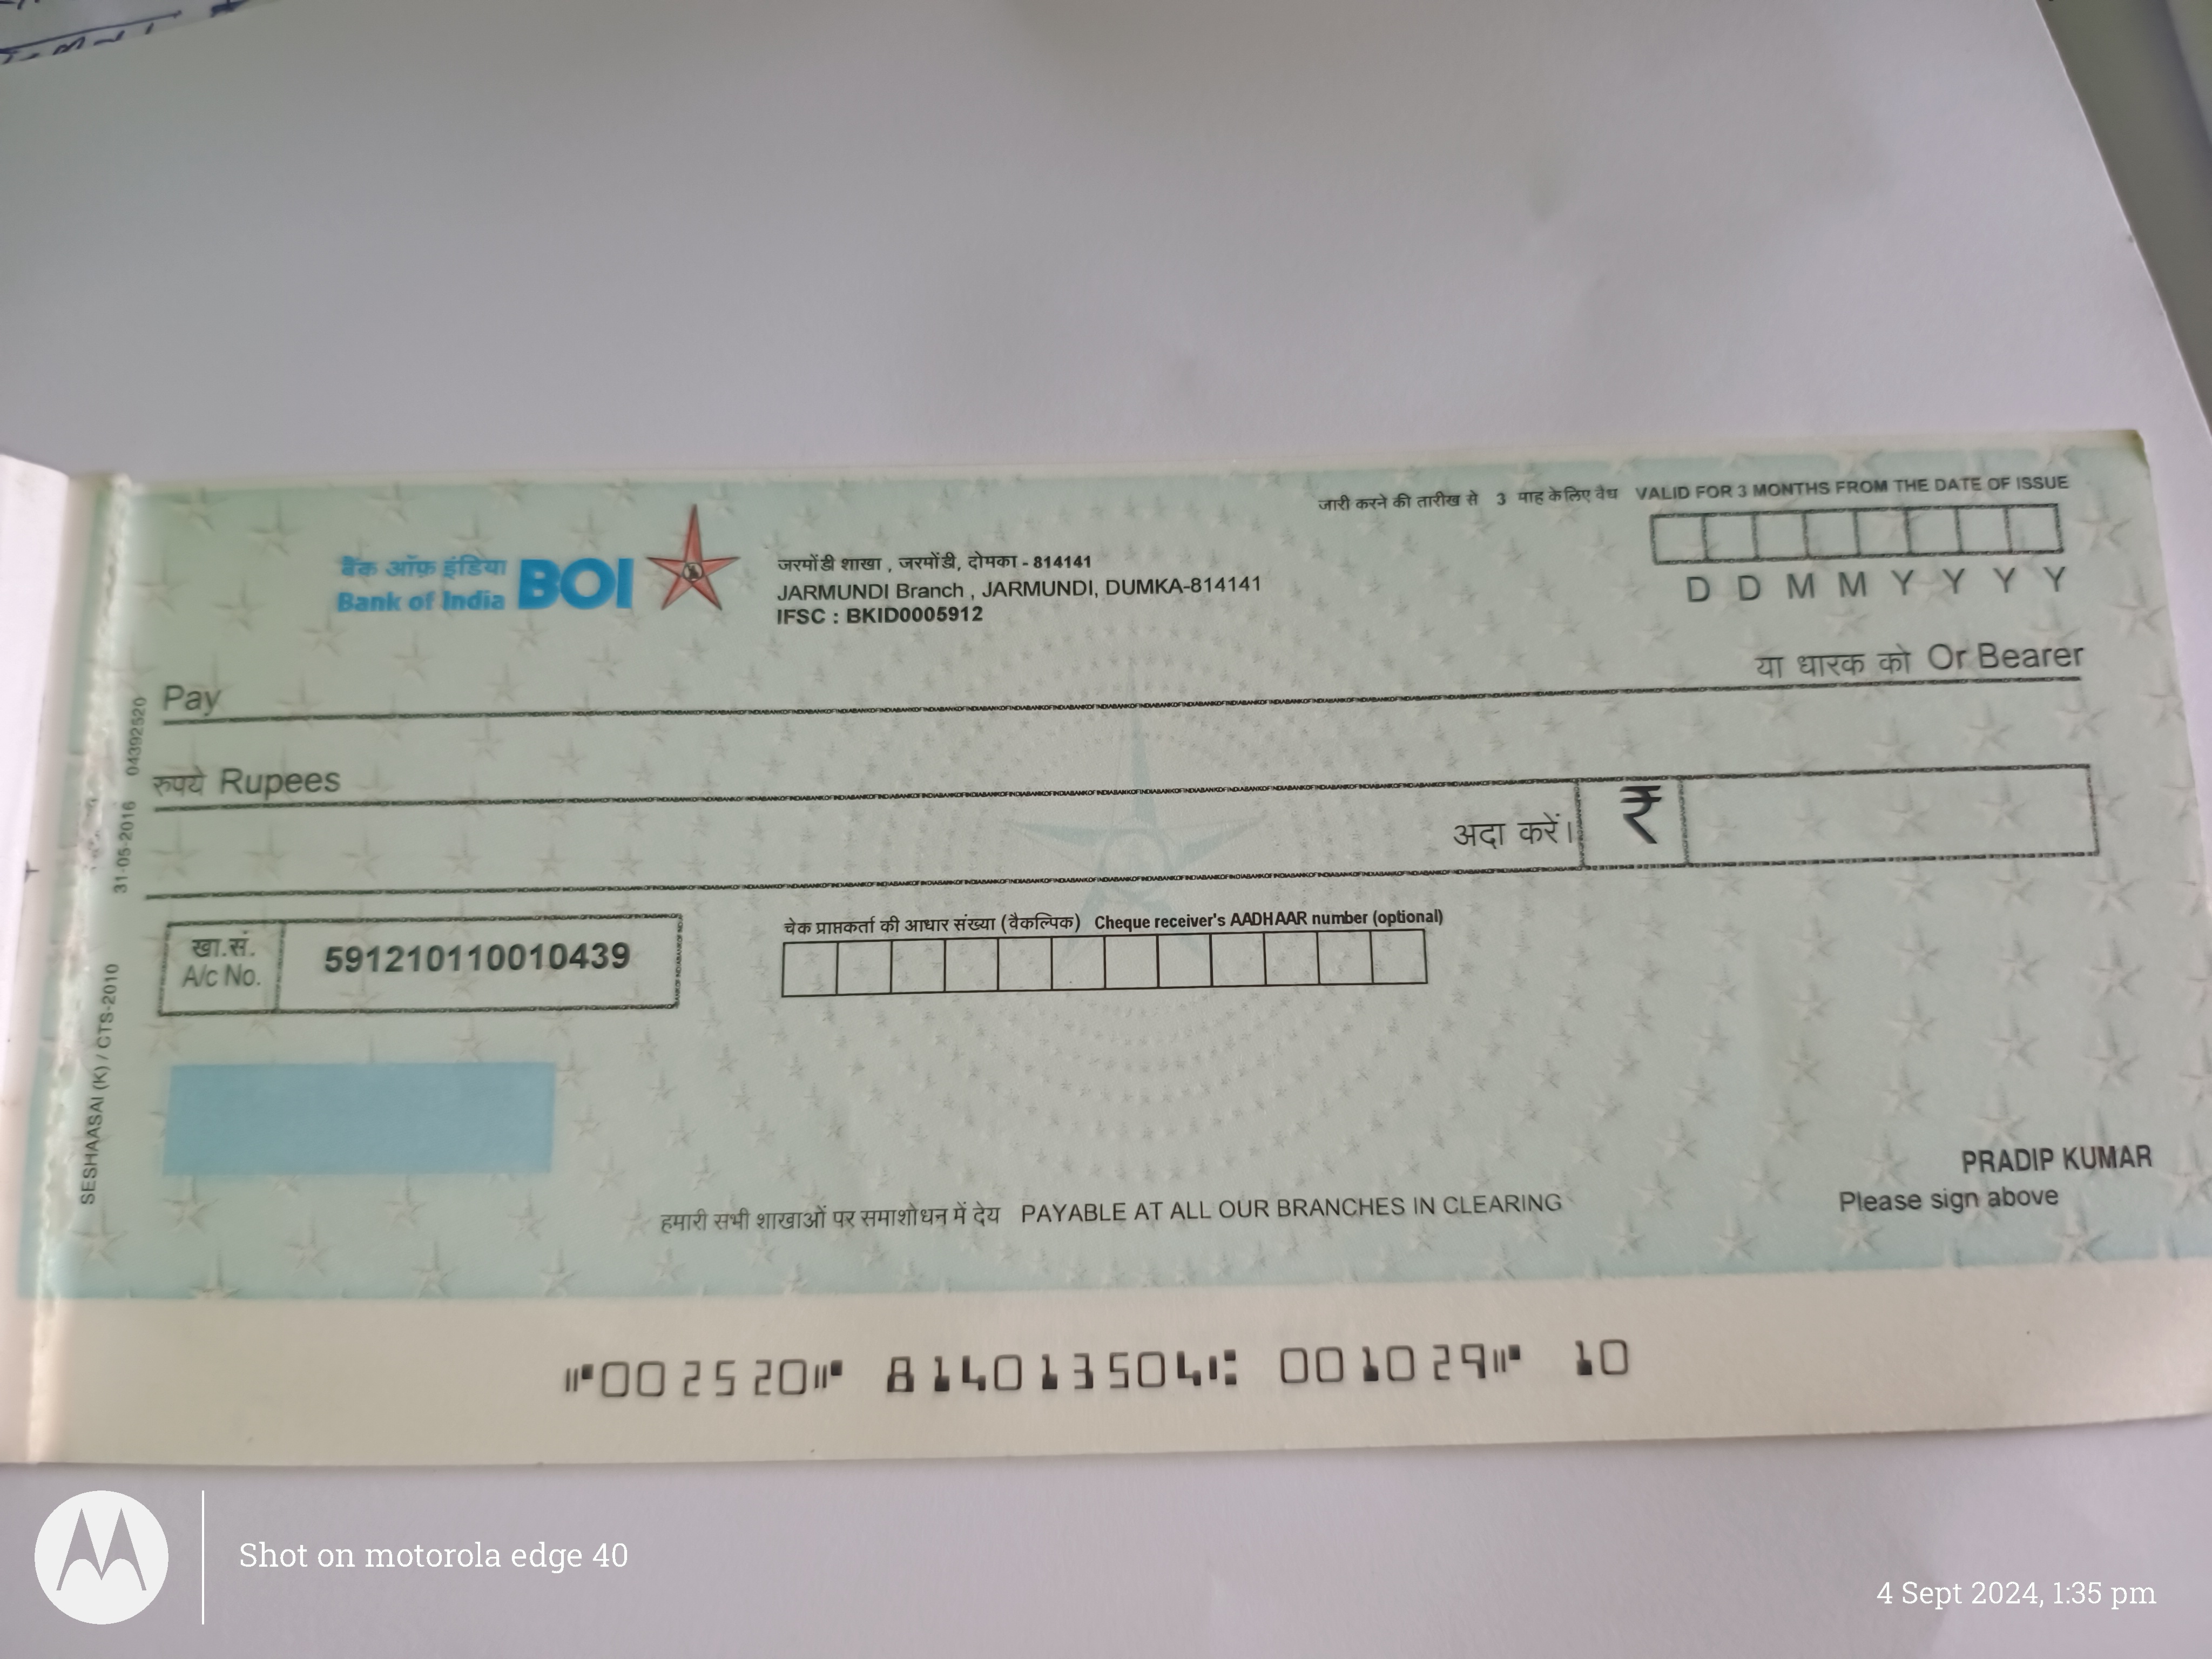 जारी करने की तारीख से 3 माह के लिए वैध VALID FOR 3 MONTHS FROM THE DATE OF ISSUE
बैंक ऑफ़ इंडिया BOI
Bank of India
जरमोंडी शाखा , जरमोंडी, दोमका - 814141
JARMUNDI Branch , JARMUNDI, DUMKA-814141
IFSC : BKID0005912
D D M M Y Y Y Y
Pay
या धारक को Or Bearer
रुपये Rupees
अदा करें। ₹
खा.सं.
A/c No.
591210110010439
चेक प्राप्तकर्ता की आधार संख्या (वैकल्पिक) Cheque receiver's AADHAAR number (optional)
SESHAASAI (K) / CTS-2010 31-05-2016 04392520
PRADIP KUMAR
Please sign above
हमारी सभी शाखाओं पर समाशोधन में देय PAYABLE AT ALL OUR BRANCHES IN CLEARING
⑈002520⑈ 814013504⑆ 001029⑈ 10
Shot on motorola edge 40
4 Sept 2024, 1:35 pm